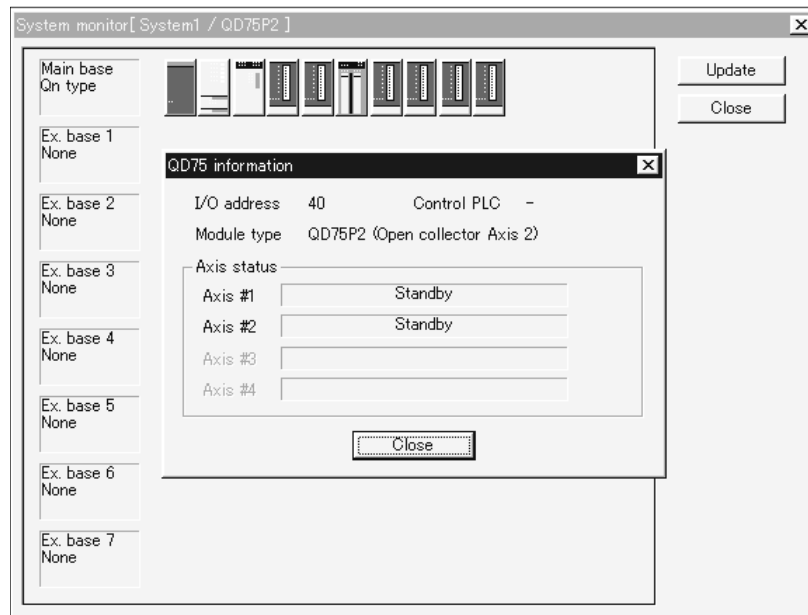 System monitor[ System1 / QD75P2 ]
Main base
Qn type
Update
Close
Ex. base 1
None
QD75 information
I/O address 40 Control PLC -
Module type QD75P2 (Open collector Axis 2)
Axis status
Axis #1 Standby
Axis #2 Standby
Axis #3
Axis #4
Close
Ex. base 2
None
Ex. base 3
None
Ex. base 4
None
Ex. base 5
None
Ex. base 6
None
Ex. base 7
None